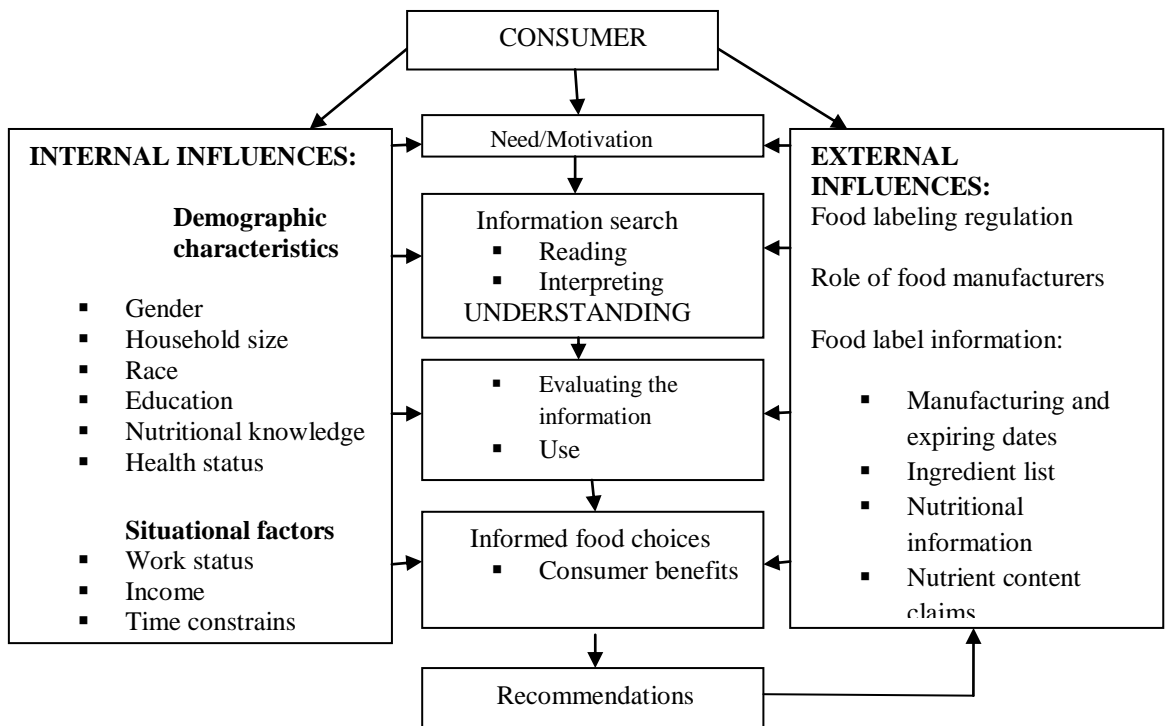 CONSUMER
INTERNAL INFLUENCES:
Demographic
characteristics
▪ Gender
▪ Household size
▪ Race
▪ Education
▪ Nutritional knowledge
▪ Health status
Situational factors
▪ Work status
▪ Income
▪ Time constrains
Need/Motivation
Information search
▪ Reading
▪ Interpreting
UNDERSTANDING
▪ Evaluating the
information
▪ Use
Informed food choices
▪ Consumer benefits
Recommendations
EXTERNAL
INFLUENCES:
Food labeling regulation
Role of food manufacturers
Food label information:
▪ Manufacturing and
expiring dates
▪ Ingredient list
▪ Nutritional
information
▪ Nutrient content
claims